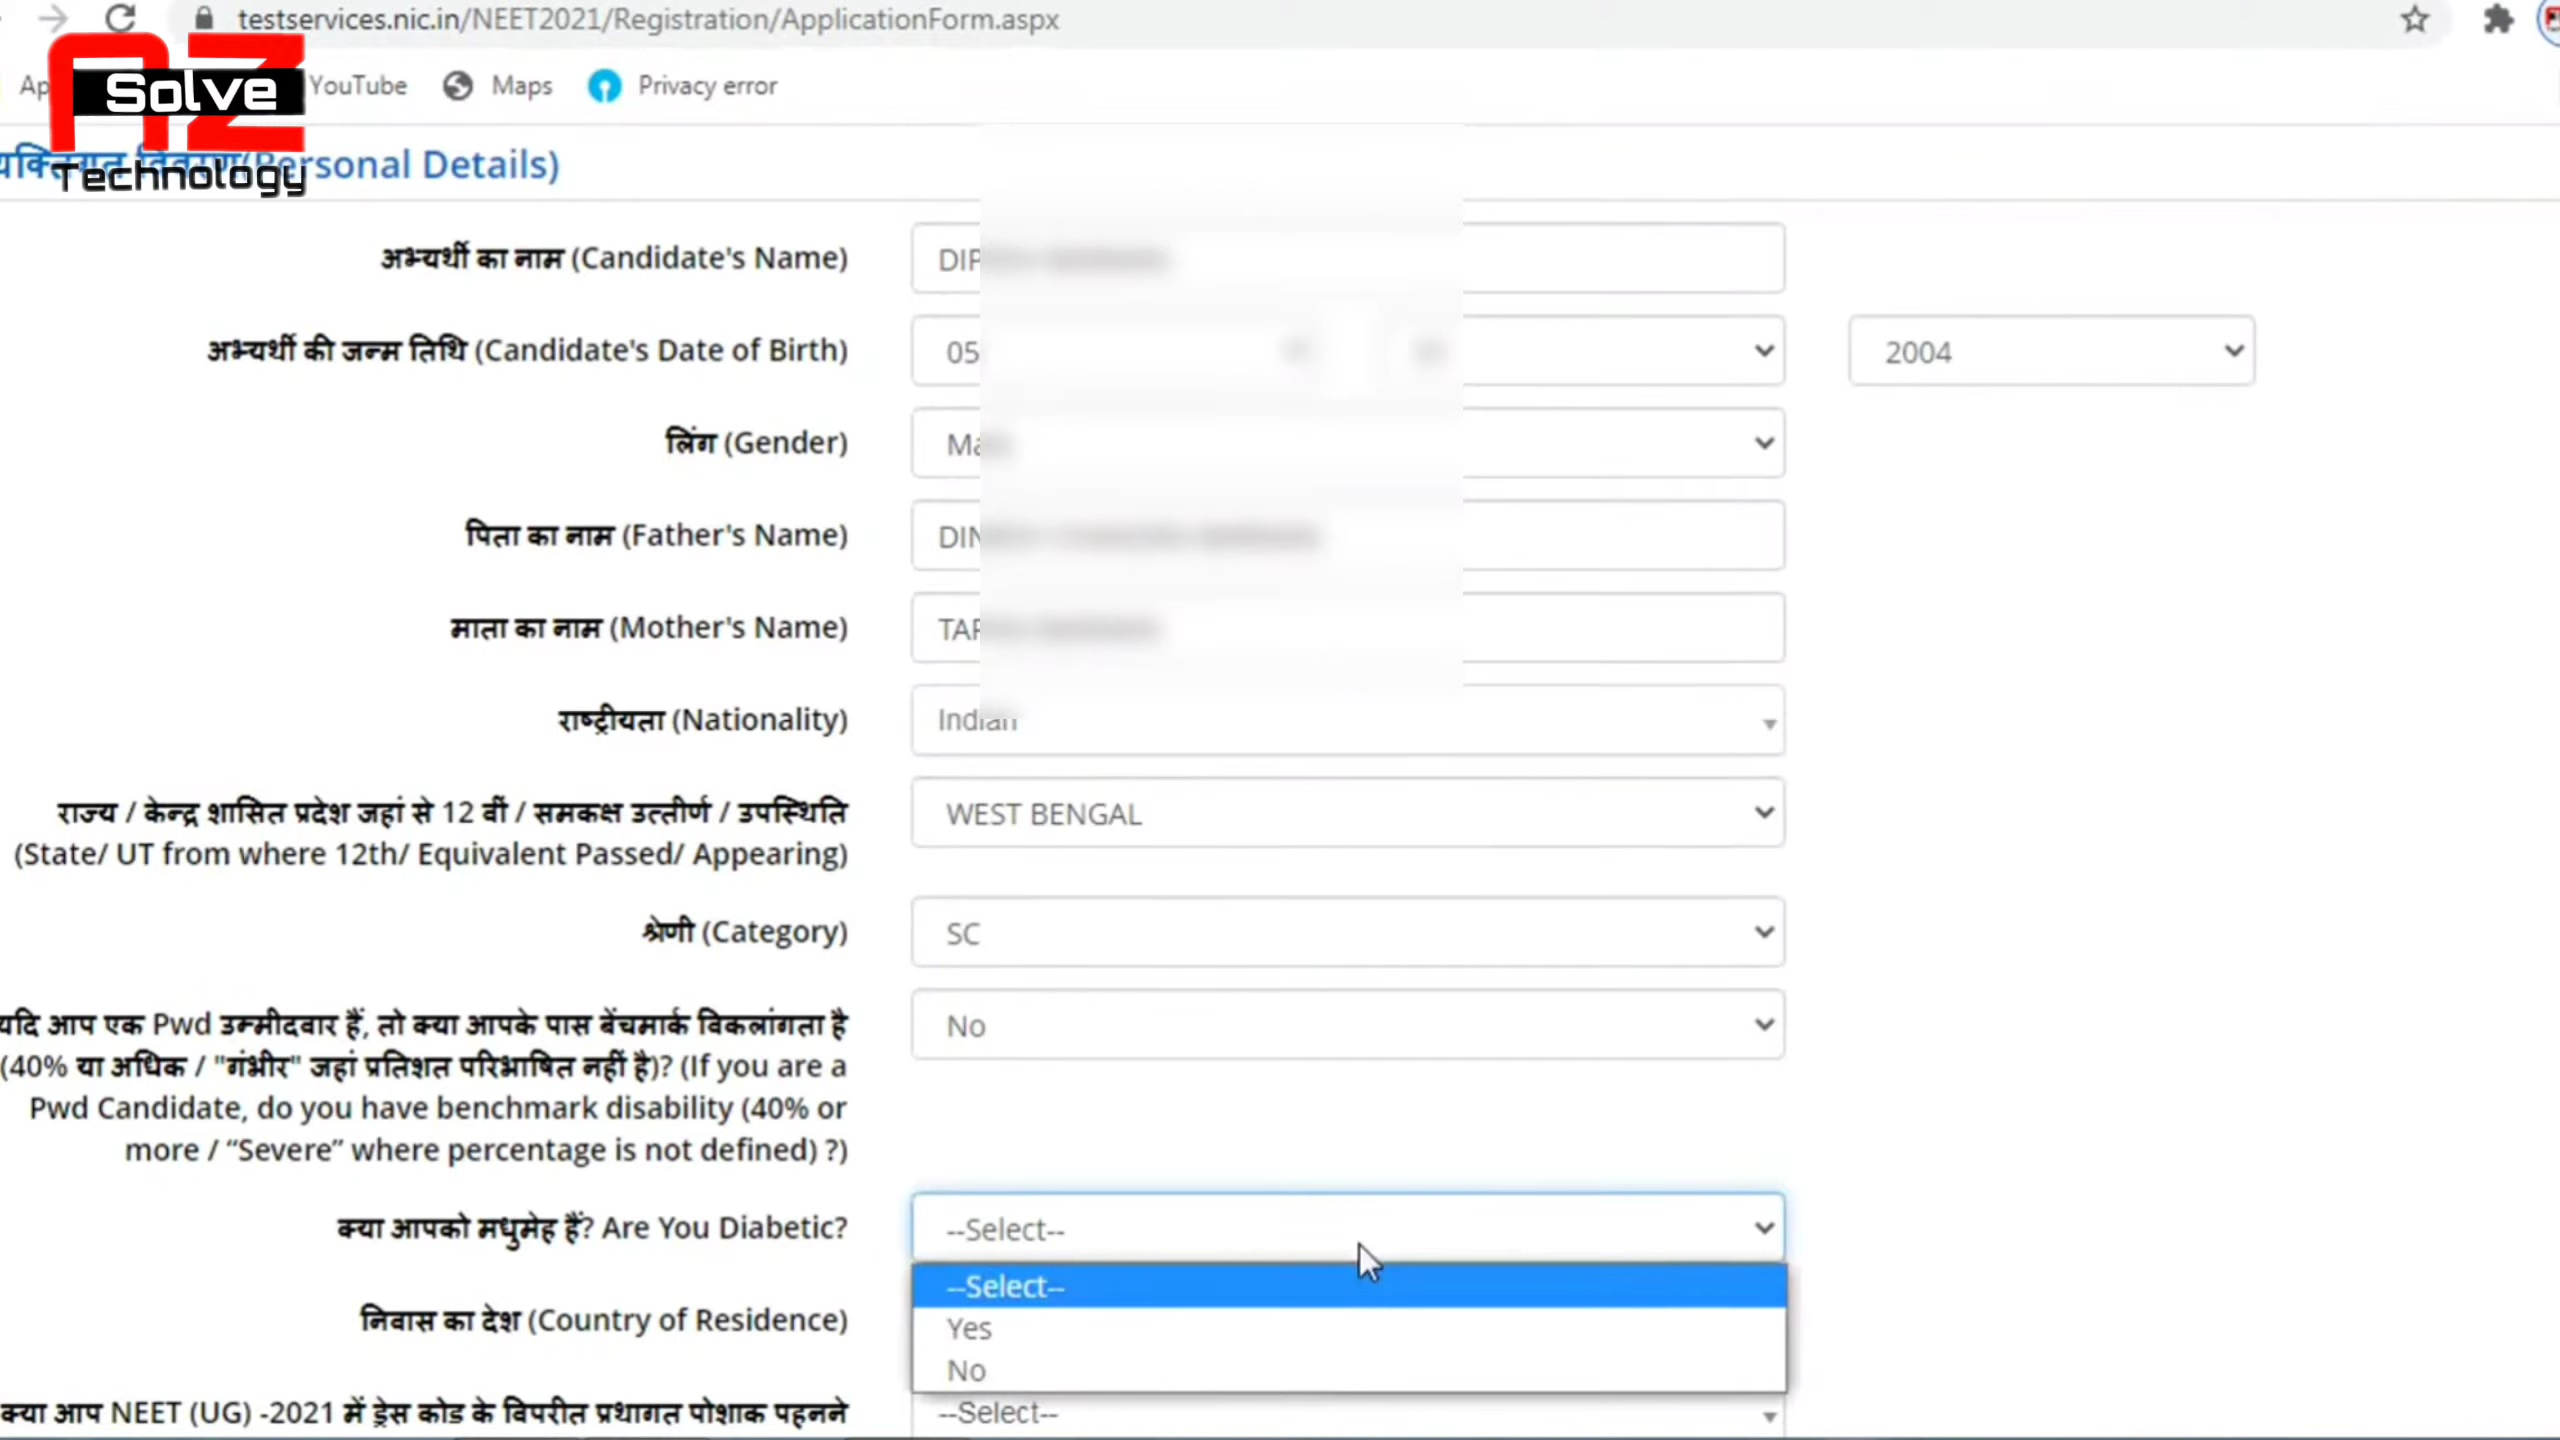 testservices.nic.in/NEET2021/Registration/ApplicationForm.aspx
Solve
YouTube
Maps
Privacy error
Technology
(Personal Details)
अभ्यर्थी का नाम (Candidate's Name)
अभ्यर्थी की जन्म तिथि (Candidate's Date of Birth)
05
2004
लिंग (Gender)
पिता का नाम (Father's Name)
माता का नाम (Mother's Name)
राष्ट्रीयता (Nationality)
Indian
राज्य / केन्द्र शासित प्रदेश जहां से 12 वीं / समकक्ष उत्तीर्ण / उपस्थिति
(State/ UT from where 12th/ Equivalent Passed/ Appearing)
WEST BENGAL
श्रेणी (Category)
SC
यदि आप एक Pwd उम्मीदवार हैं, तो क्या आपके पास बेंचमार्क विकलांगता है
(40% या अधिक / "गंभीर" जहां प्रतिशत परिभाषित नहीं है)? (If you are a
Pwd Candidate, do you have benchmark disability (40% or
more / “Severe” where percentage is not defined) ?)
No
क्या आपको मधुमेह हैं? Are You Diabetic?
--Select--
--Select--
Yes
No
निवास का देश (Country of Residence)
क्या आप NEET (UG) -2021 में ड्रेस कोड के विपरीत प्रथागत पोशाक पहनने
--Select--